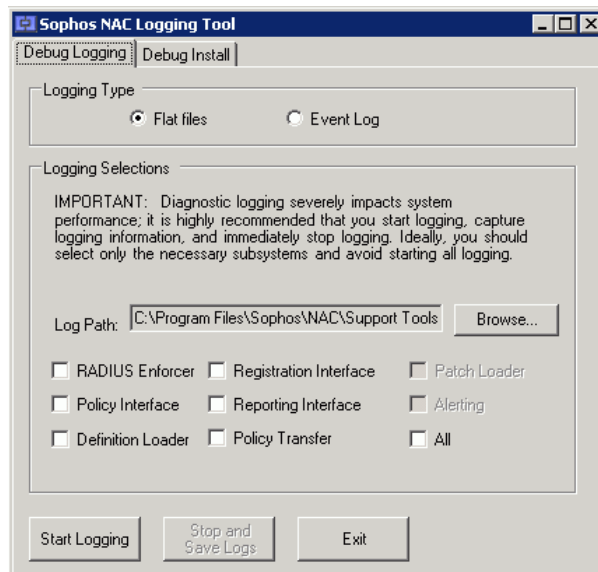 Sophos NAC Logging Tool
Debug Logging Debug Install
Logging Type
Flat files Event Log
Logging Selections
IMPORTANT: Diagnostic logging severely impacts system
performance; it is highly recommended that you start logging, capture
logging information, and immediately stop logging. Ideally, you should
select only the necessary subsystems and avoid starting all logging.
Log Path: C:\Program Files\Sophos\NAC\Support Tools Browse...
RADIUS Enforcer Registration Interface Patch Loader
Policy Interface Reporting Interface Alerting
Definition Loader Policy Transfer All
Start Logging Stop and Save Logs Exit